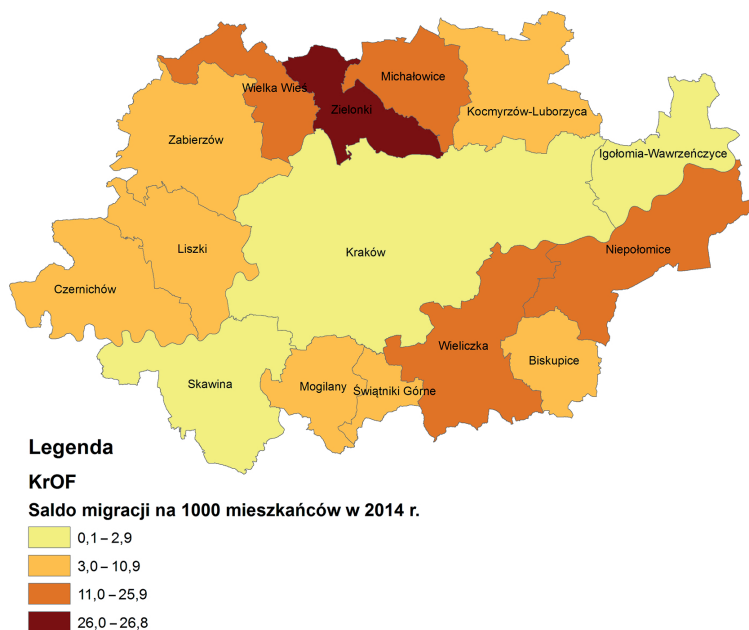 Michałowice
Wielka Wieś
Zielonki
Kocmyrzów-Luborzyca
Zabierzów
Igołomia-Wawrzeńczyce
Liszki
Kraków
Niepołomice
Czernichów
Wieliczka
Biskupice
Skawina
Mogilany
Świątniki Górne
Legenda
KrOF
Saldo migracji na 1000 mieszkańców w 2014 r.
0,1 – 2,9
3,0 – 10,9
11,0 – 25,9
26,0 – 26,8